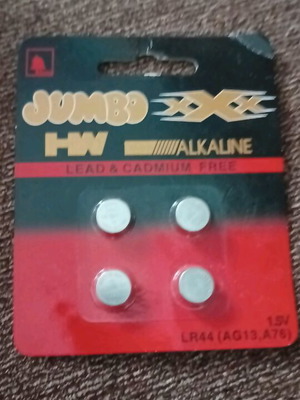 JUMBO XXX
HW ALKALINE
LEAD & CADMIUM FREE
1.5V
LR44 (AG13,A76)